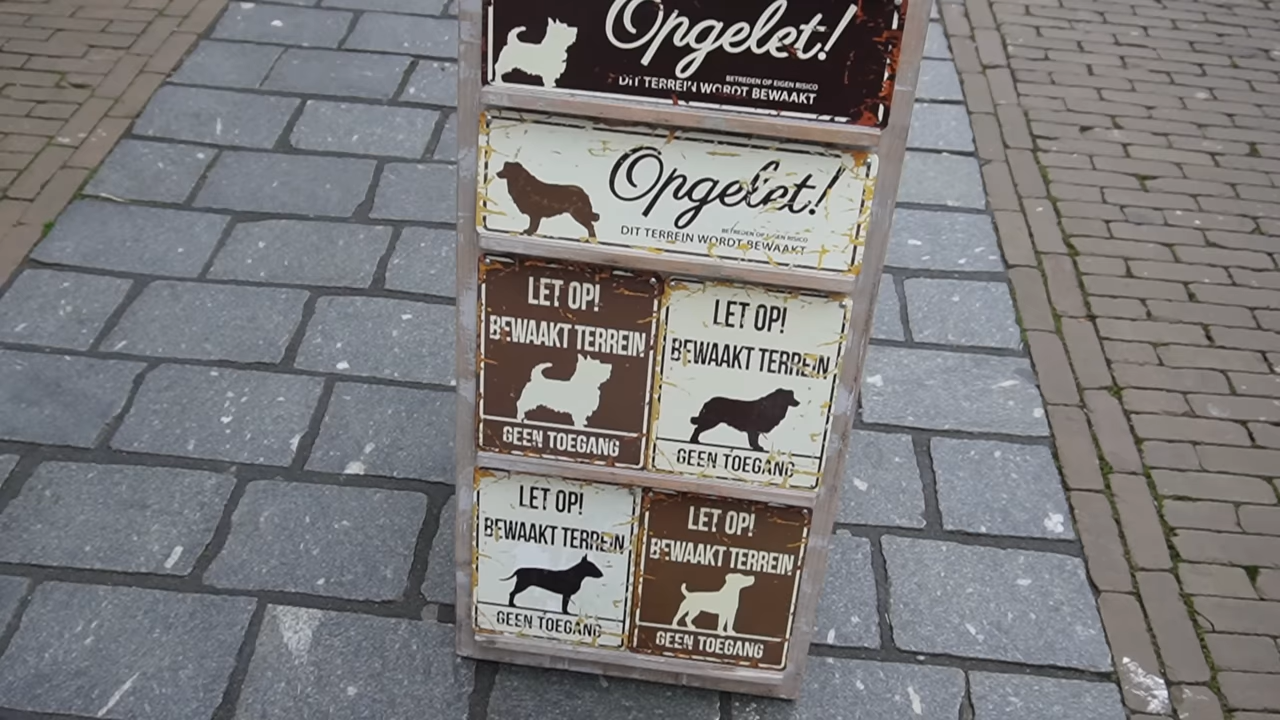 Opgelet!
BETREDEN OP EIGEN RISICO
DIT TERREIN WORDT BEWAAKT
Opgelet!
BETREDEN OP EIGEN RISICO
DIT TERREIN WORDT BEWAAKT
LET OP!
BEWAAKT TERREIN
GEEN TOEGANG
LET OP!
BEWAAKT TERREIN
GEEN TOEGANG
LET OP!
BEWAAKT TERREIN
GEEN TOEGANG
LET OP!
BEWAAKT TERREIN
GEEN TOEGANG